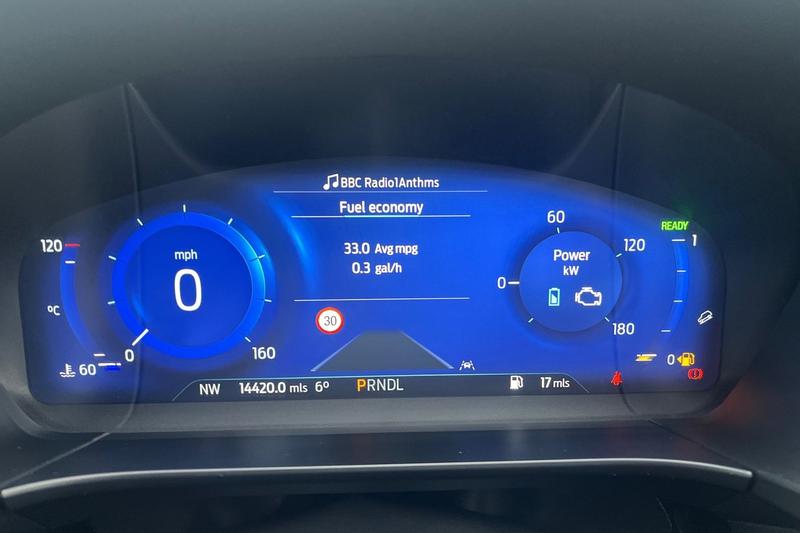 BBC Radio1Anthms
Fuel economy
33.0 Avg mpg
0.3 gal/h
30
120
°C
60
mph
0
0
160
60
0
120
180
Power
kW
READY
1
0
NW 14420.0 mls 6° PRNDL 17 mls